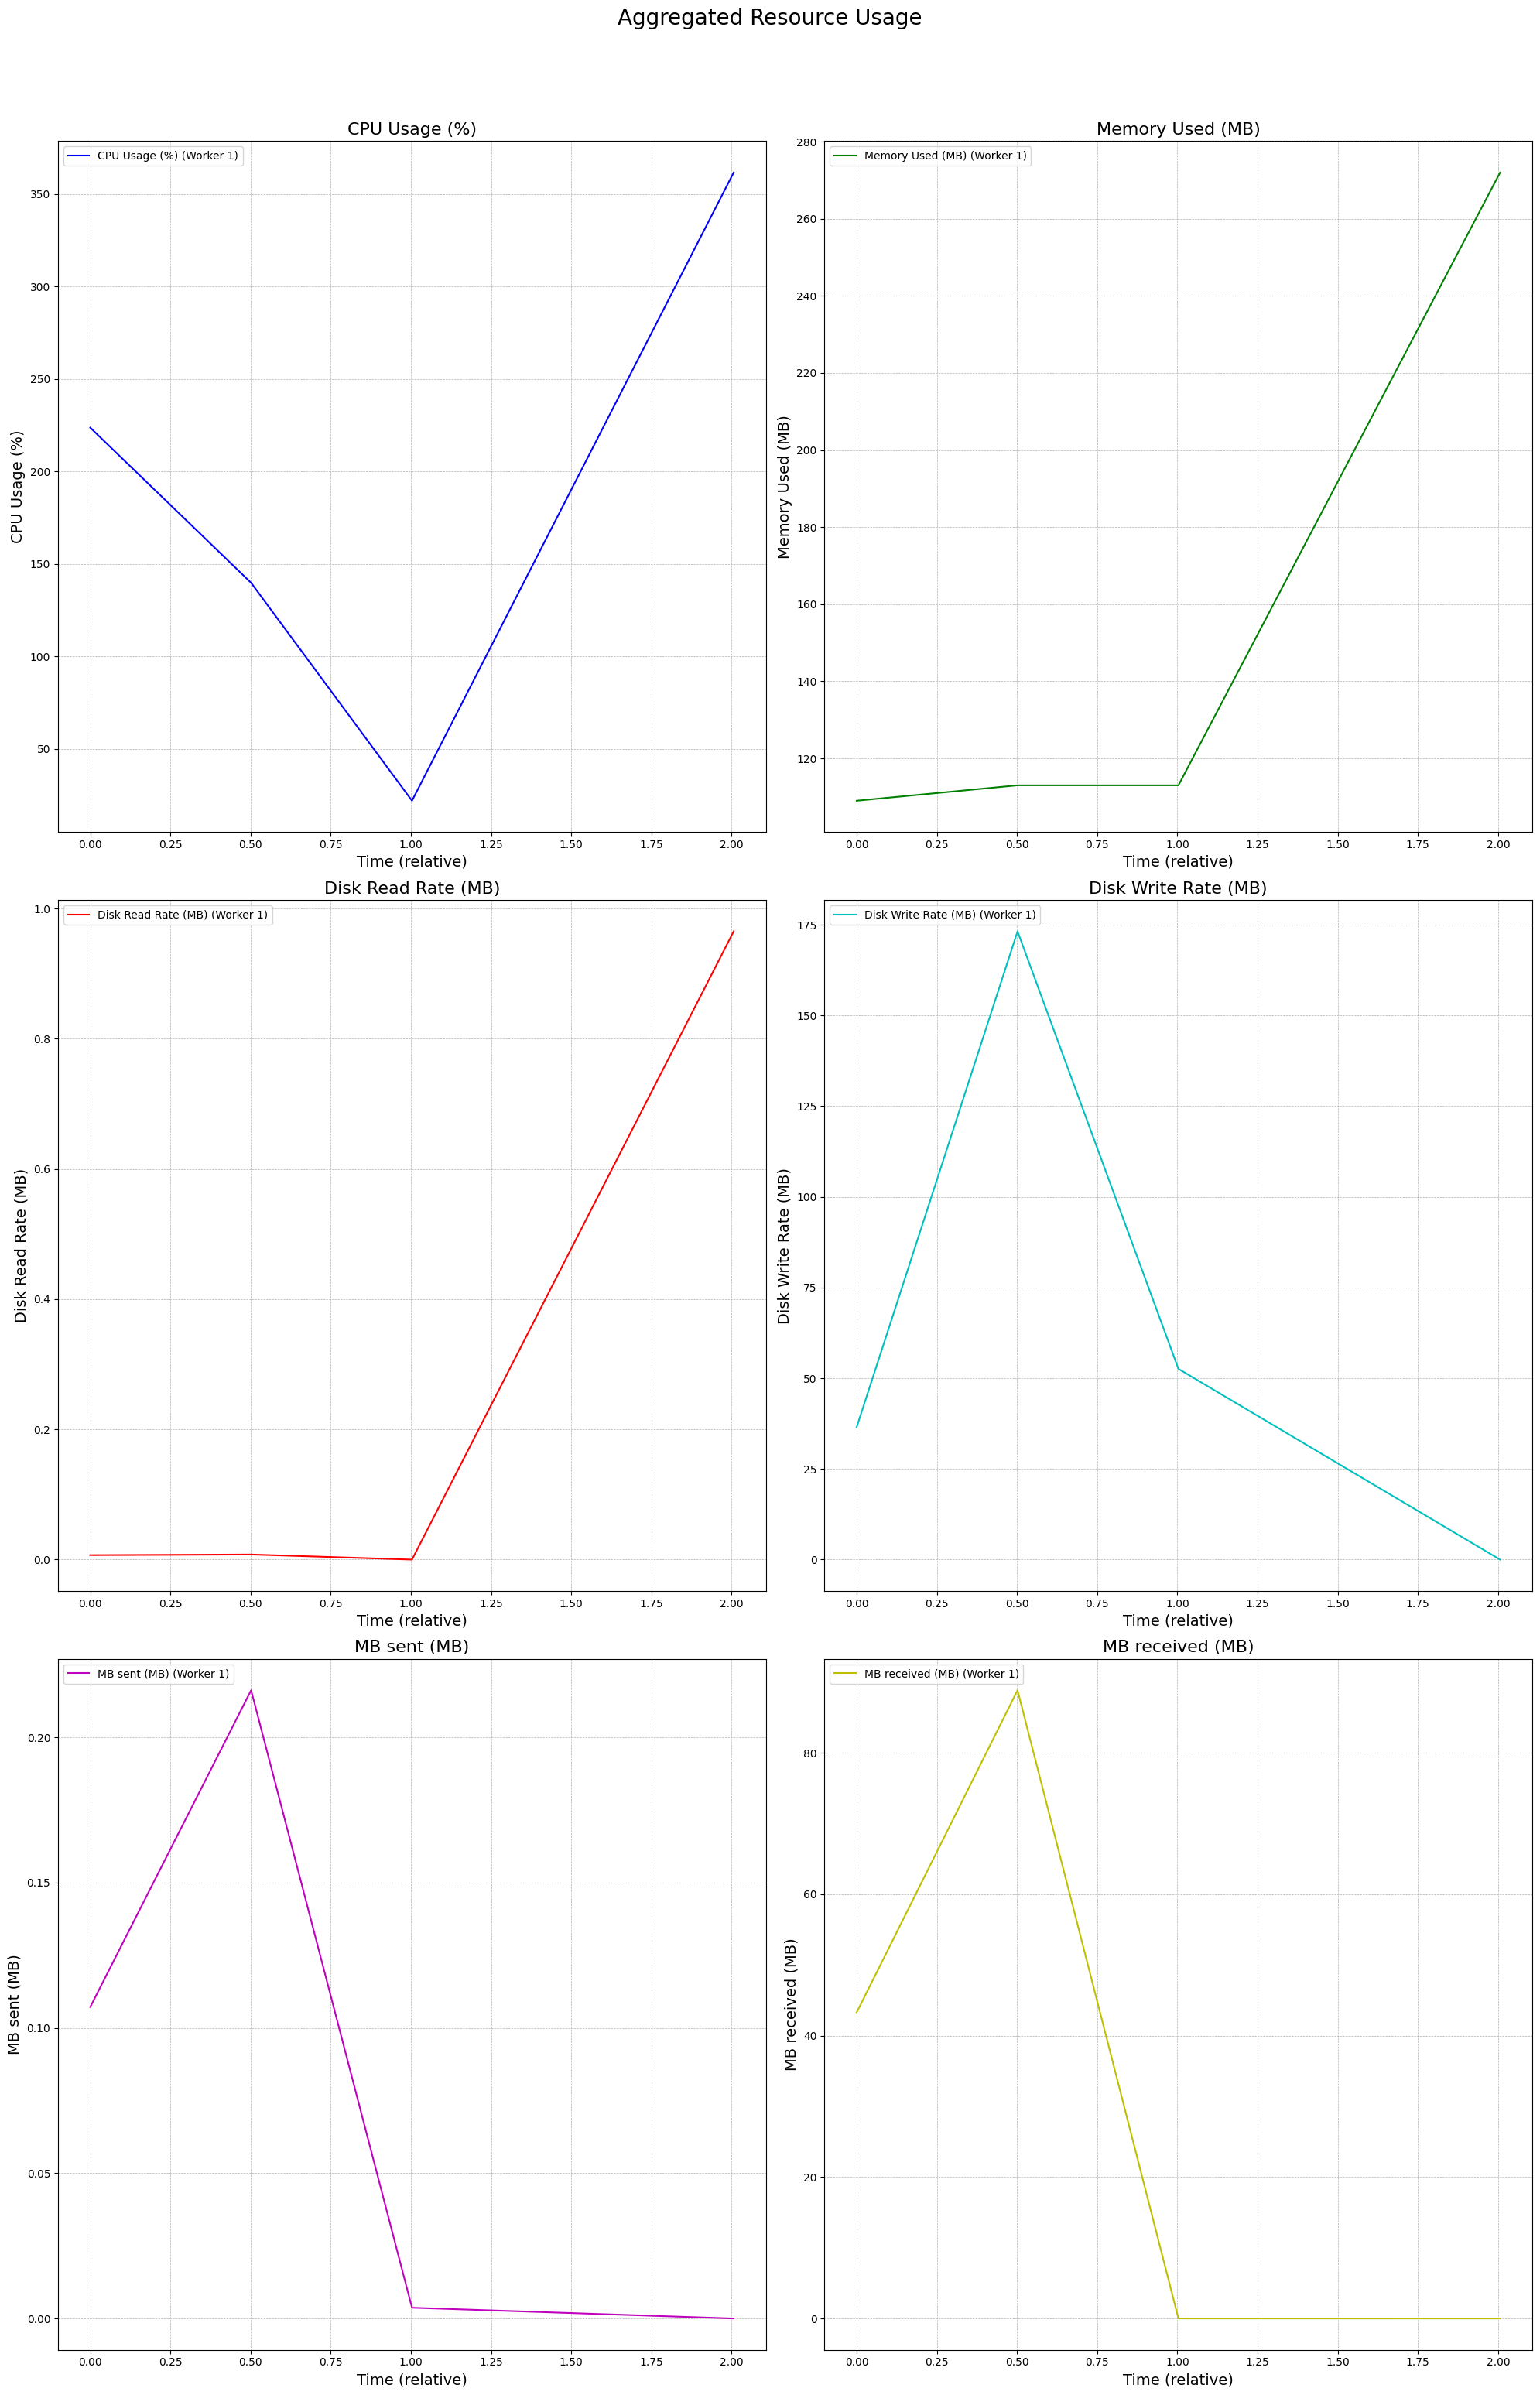 Aggregated Resource Usage
CPU Usage (%)
CPU Usage (%) (Worker 1)
350
300
250
200
150
100
50
CPU Usage (%)
0.00 0.25 0.50 0.75 1.00 1.25 1.50 1.75 2.00
Time (relative)
Memory Used (MB)
Memory Used (MB) (Worker 1)
280
260
240
220
200
180
160
140
120
Memory Used (MB)
0.00 0.25 0.50 0.75 1.00 1.25 1.50 1.75 2.00
Time (relative)
Disk Read Rate (MB)
Disk Read Rate (MB) (Worker 1)
1.0
0.8
0.6
0.4
0.2
0.0
Disk Read Rate (MB)
0.00 0.25 0.50 0.75 1.00 1.25 1.50 1.75 2.00
Time (relative)
Disk Write Rate (MB)
Disk Write Rate (MB) (Worker 1)
175
150
125
100
75
50
25
0
Disk Write Rate (MB)
0.00 0.25 0.50 0.75 1.00 1.25 1.50 1.75 2.00
Time (relative)
MB sent (MB)
MB sent (MB) (Worker 1)
0.20
0.15
0.10
0.05
0.00
MB sent (MB)
0.00 0.25 0.50 0.75 1.00 1.25 1.50 1.75 2.00
Time (relative)
MB received (MB)
MB received (MB) (Worker 1)
80
60
40
20
0
MB received (MB)
0.00 0.25 0.50 0.75 1.00 1.25 1.50 1.75 2.00
Time (relative)